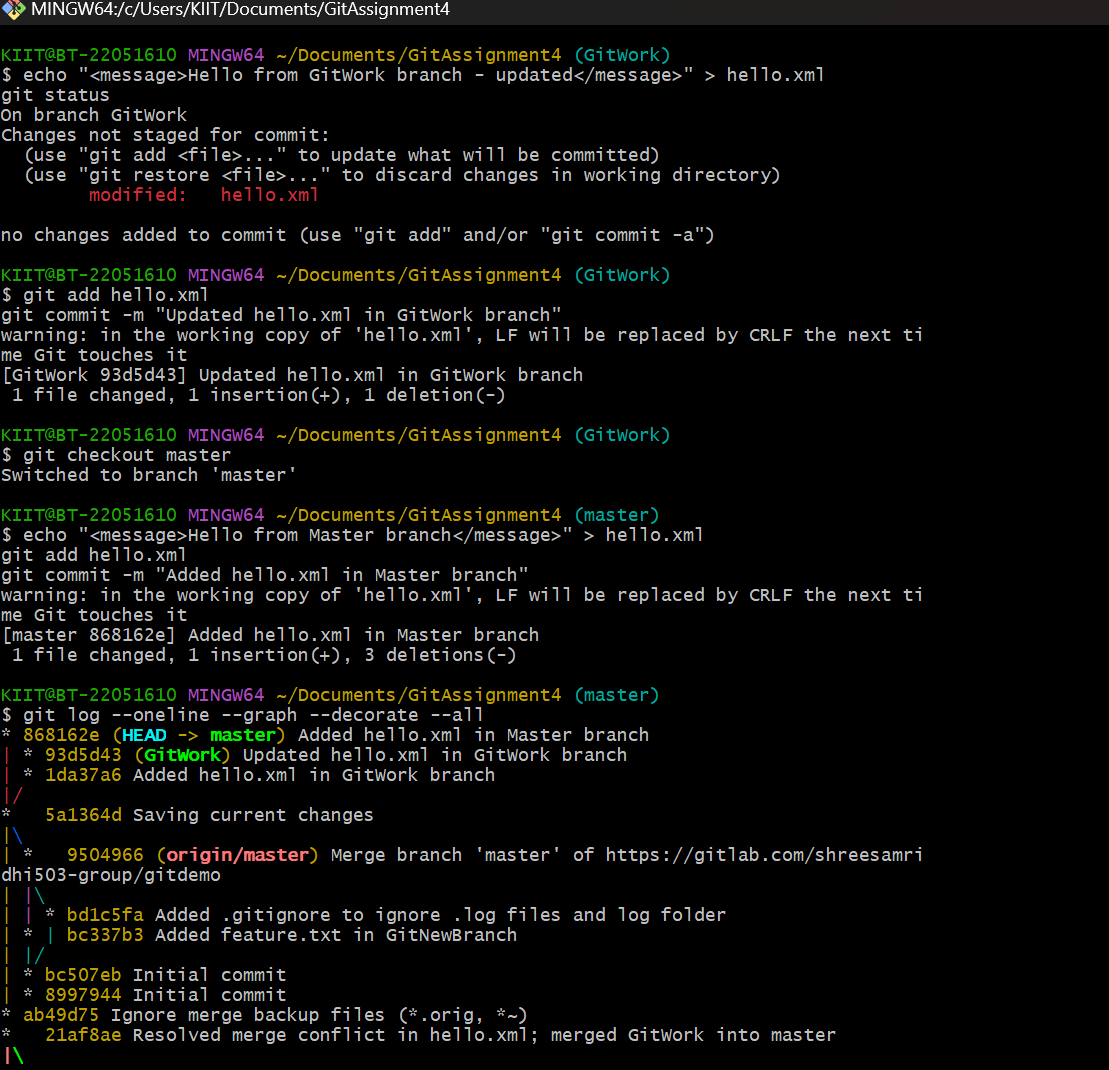 MINGW64:/c/Users/KIIT/Documents/GitAssignment4
KIIT@BT-22051610 MINGW64 ~/Documents/GitAssignment4 (GitWork)
$ echo "<message>Hello from GitWork branch - updated</message>" > hello.xml
git status
On branch GitWork
Changes not staged for commit:
  (use "git add <file>..." to update what will be committed)
  (use "git restore <file>..." to discard changes in working directory)
        modified:   hello.xml
no changes added to commit (use "git add" and/or "git commit -a")
KIIT@BT-22051610 MINGW64 ~/Documents/GitAssignment4 (GitWork)
$ git add hello.xml
git commit -m "Updated hello.xml in GitWork branch"
warning: in the working copy of 'hello.xml', LF will be replaced by CRLF the next ti
me Git touches it
[GitWork 93d5d43] Updated hello.xml in GitWork branch
 1 file changed, 1 insertion(+), 1 deletion(-)
KIIT@BT-22051610 MINGW64 ~/Documents/GitAssignment4 (GitWork)
$ git checkout master
Switched to branch 'master'
KIIT@BT-22051610 MINGW64 ~/Documents/GitAssignment4 (master)
$ echo "<message>Hello from Master branch</message>" > hello.xml
git add hello.xml
git commit -m "Added hello.xml in Master branch"
warning: in the working copy of 'hello.xml', LF will be replaced by CRLF the next ti
me Git touches it
[master 868162e] Added hello.xml in Master branch
 1 file changed, 1 insertion(+), 3 deletions(-)
KIIT@BT-22051610 MINGW64 ~/Documents/GitAssignment4 (master)
$ git log --oneline --graph --decorate --all
* 868162e (HEAD -> master) Added hello.xml in Master branch
| * 93d5d43 (GitWork) Updated hello.xml in GitWork branch
| * 1da37a6 Added hello.xml in GitWork branch
|/
*   5a1364d Saving current changes
|\
| *   9504966 (origin/master) Merge branch 'master' of https://gitlab.com/shreesamri
dhi503-group/gitdemo
| |\
| | * bd1c5fa Added .gitignore to ignore .log files and log folder
| * | bc337b3 Added feature.txt in GitNewBranch
| |/
| * bc507eb Initial commit
| * 8997944 Initial commit
* ab49d75 Ignore merge backup files (*.orig, *~)
*   21af8ae Resolved merge conflict in hello.xml; merged GitWork into master
|\